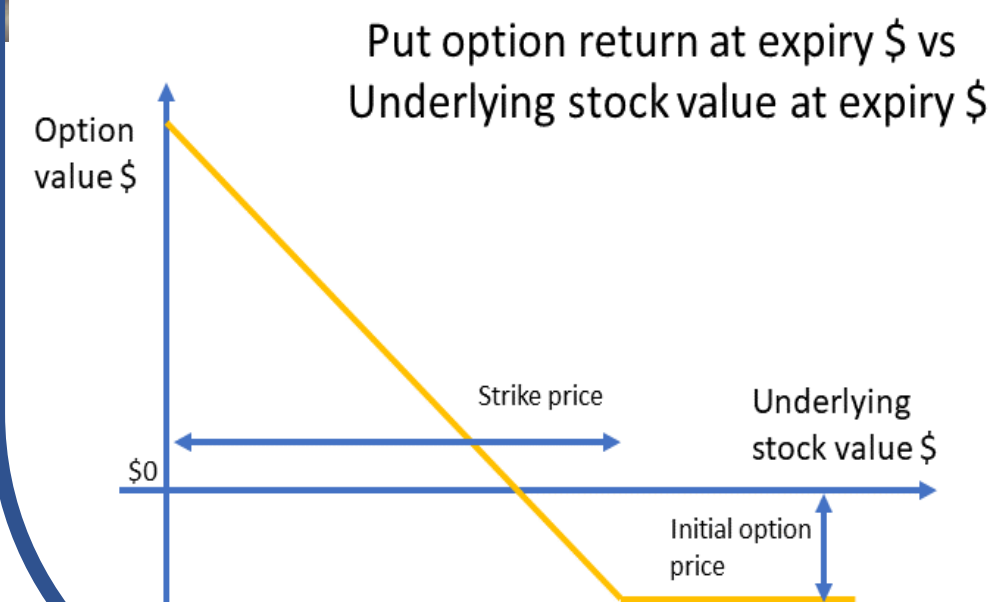 Put option return at expiry $ vs
Underlying stock value at expiry $
Option
value $
Strike price
Underlying
stock value $
$0
Initial option
price